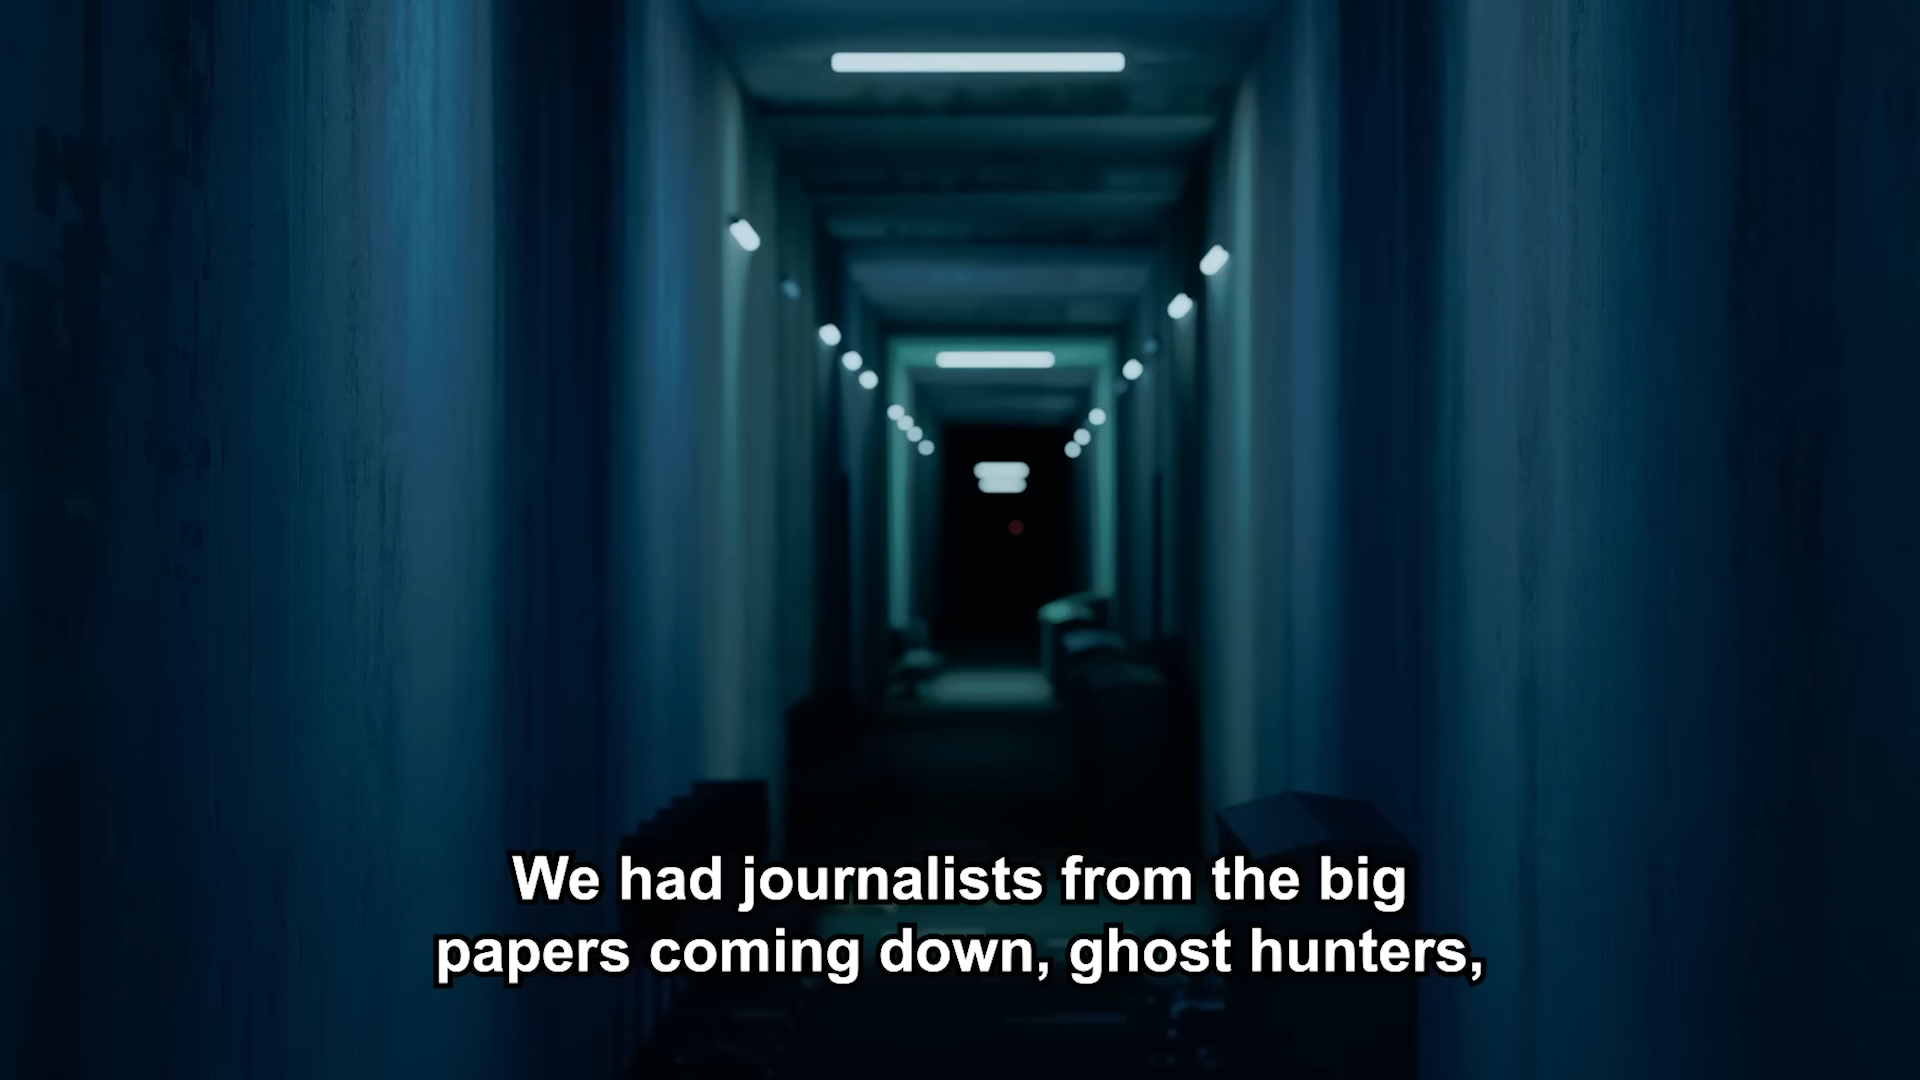 We had journalists from the big
papers coming down, ghost hunters,